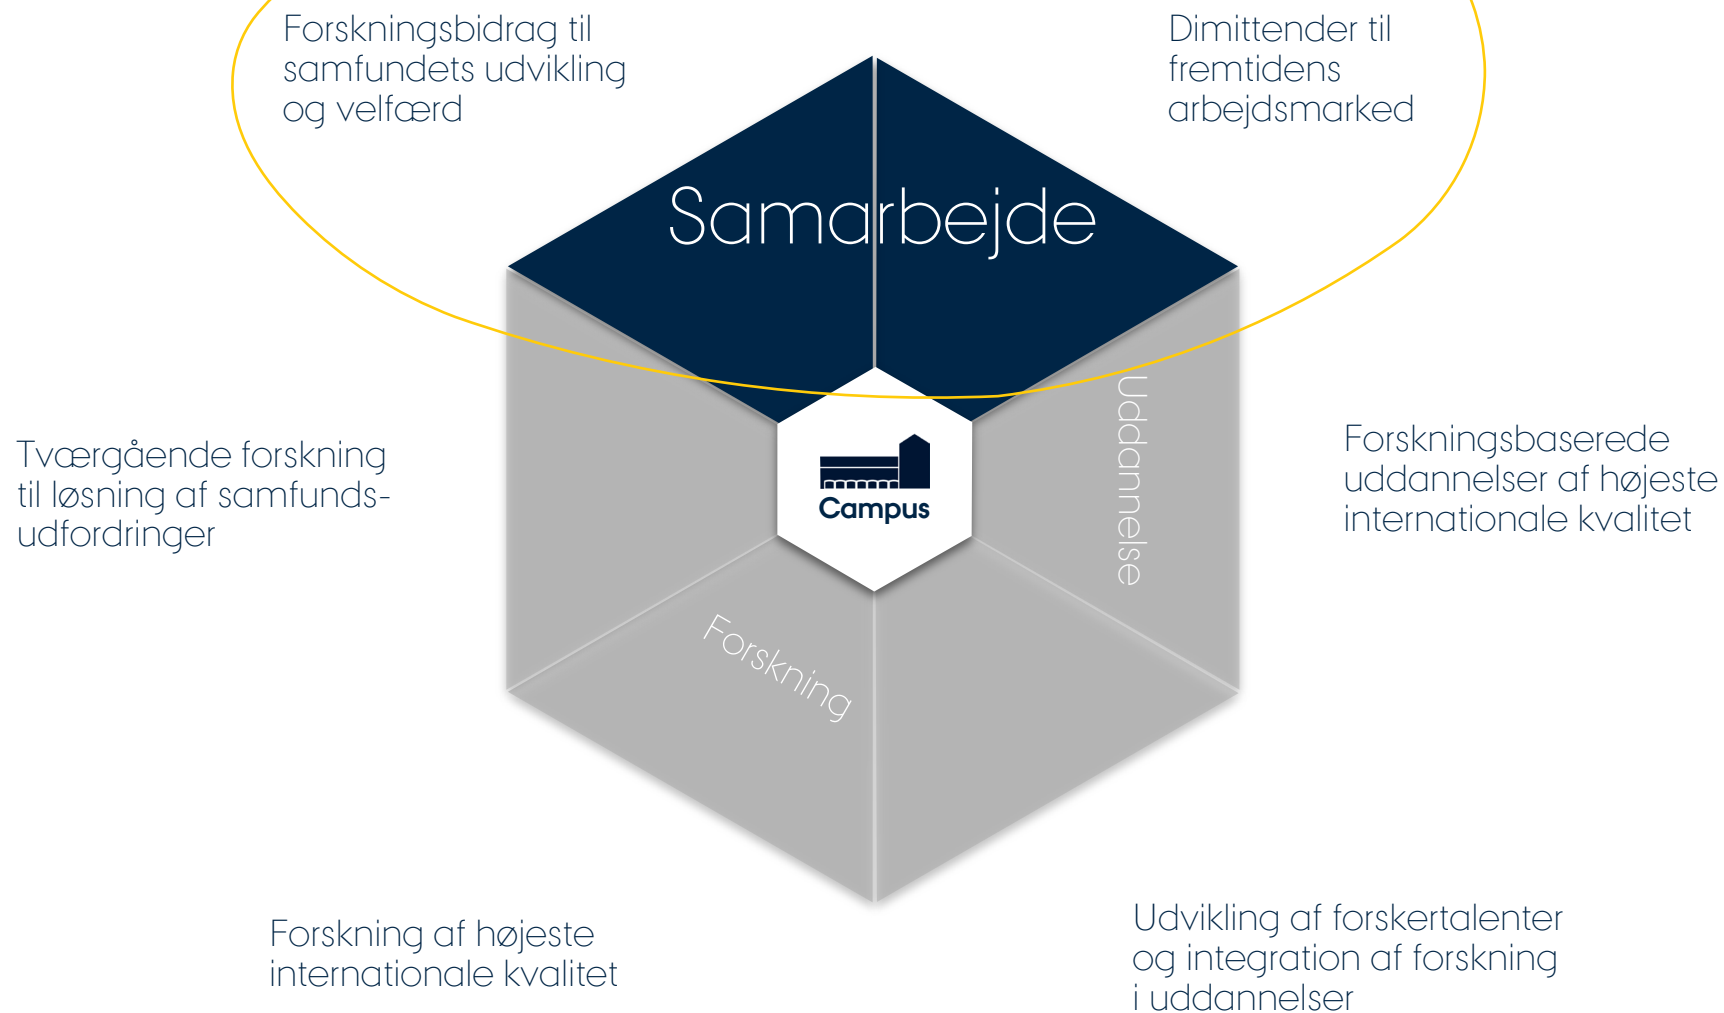 Forskningsbidrag til
samfundets udvikling
og velfærd
Dimittender til
fremtidens
arbejdsmarked
Samarbejde
Uddannelse
Tværgående forskning
til løsning af samfunds-
udfordringer
Campus
Forskningsbaserede
uddannelser af højeste
internationale kvalitet
Forskning
Forskning af højeste
internationale kvalitet
Udvikling af forskertalenter
og integration af forskning
i uddannelser